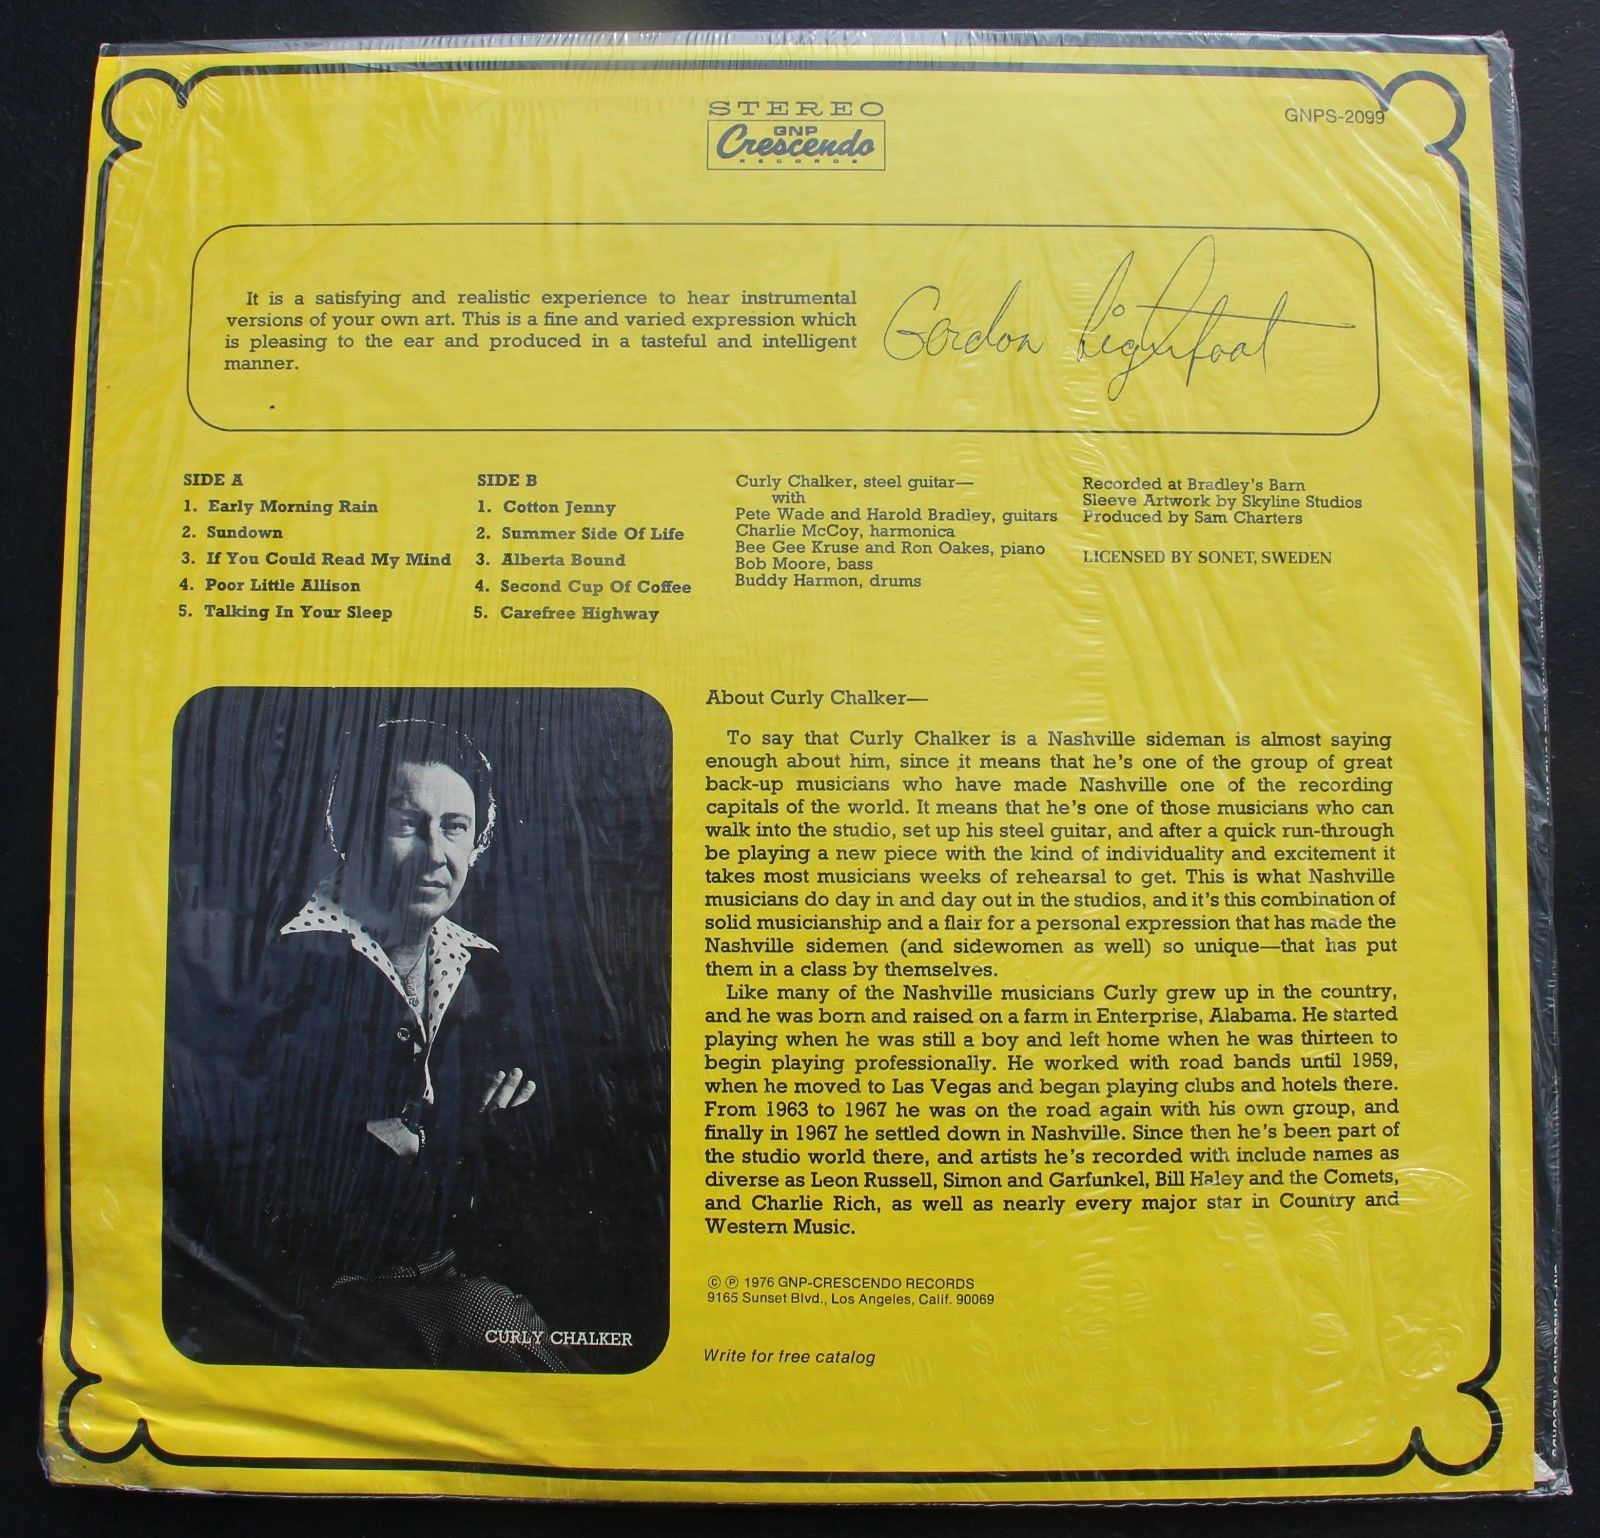 STEREO
GNP
Crescendo
RECORDS
GNPS-2099
It is a satisfying and realistic experience to hear instrumental
versions of your own art. This is a fine and varied expression which
is pleasing to the ear and produced in a tasteful and intelligent
manner.
Gordon Lightfoot
SIDE A
1. Early Morning Rain
2. Sundown
3. If You Could Read My Mind
4. Poor Little Allison
5. Talking In Your Sleep
SIDE B
1. Cotton Jenny
2. Summer Side Of Life
3. Alberta Bound
4. Second Cup Of Coffee
5. Carefree Highway
Curly Chalker, steel guitar—
with
Pete Wade and Harold Bradley, guitars
Charlie McCoy, harmonica
Bee Gee Kruse and Ron Oakes, piano
Bob Moore, bass
Buddy Harmon, drums
Recorded at Bradley's Barn
Sleeve Artwork by Skyline Studios
Produced by Sam Charters
LICENSED BY SONET, SWEDEN
CURLY CHALKER
About Curly Chalker—
To say that Curly Chalker is a Nashville sideman is almost saying
enough about him, since it means that he's one of the group of great
back-up musicians who have made Nashville one of the recording
capitals of the world. It means that he's one of those musicians who can
walk into the studio, set up his steel guitar, and after a quick run-through
be playing a new piece with the kind of individuality and excitement it
takes most musicians weeks of rehearsal to get. This is what Nashville
musicians do day in and day out in the studios, and it's this combination of
solid musicianship and a flair for a personal expression that has made the
Nashville sidemen (and sidewomen as well) so unique—that has put
them in a class by themselves.
Like many of the Nashville musicians Curly grew up in the country,
and he was born and raised on a farm in Enterprise, Alabama. He started
playing when he was still a boy and left home when he was thirteen to
begin playing professionally. He worked with road bands until 1959,
when he moved to Las Vegas and began playing clubs and hotels there.
From 1963 to 1967 he was on the road again with his own group, and
finally in 1967 he settled down in Nashville. Since then he's been part of
the studio world there, and artists he's recorded with include names as
diverse as Leon Russell, Simon and Garfunkel, Bill Haley and the Comets,
and Charlie Rich, as well as nearly every major star in Country and
Western Music.
© ℗ 1976 GNP-CRESCENDO RECORDS
9165 Sunset Blvd., Los Angeles, Calif. 90069
Write for free catalog